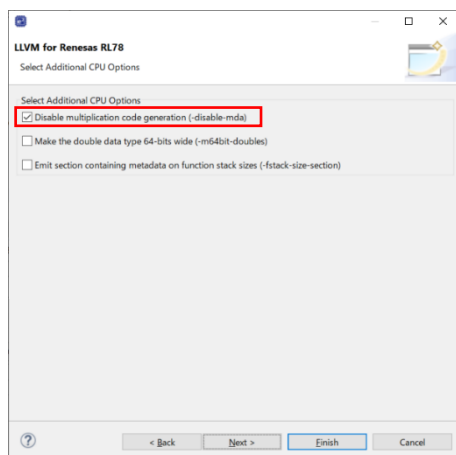 LLVM for Renesas RL78
Select Additional CPU Options
Select Additional CPU Options
Disable multiplication code generation (-disable-mda)
Make the double data type 64-bits wide (-m64bit-doubles)
Emit section containing metadata on function stack sizes (-fstack-size-section)
? < Back Next > Finish Cancel